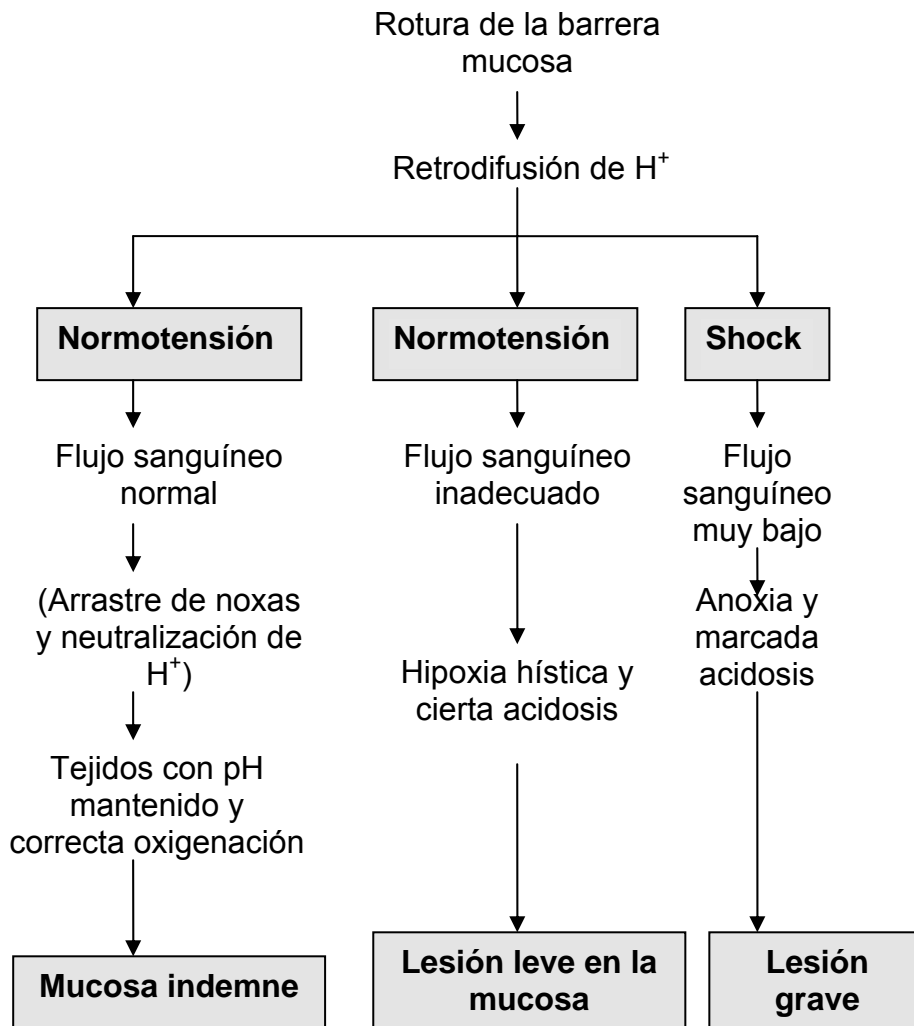 Rotura de la barrera
mucosa
Retrodifusión de H⁺
Normotensión
Flujo sanguíneo
normal
(Arrastre de noxas
y neutralización de
H⁺)
Tejidos con pH
mantenido y
correcta oxigenación
Mucosa indemne
Normotensión
Flujo sanguíneo
inadecuado
Hipoxia hística y
cierta acidosis
Lesión leve en la
mucosa
Shock
Flujo
sanguíneo
muy bajo
Anoxia y
marcada
acidosis
Lesión
grave